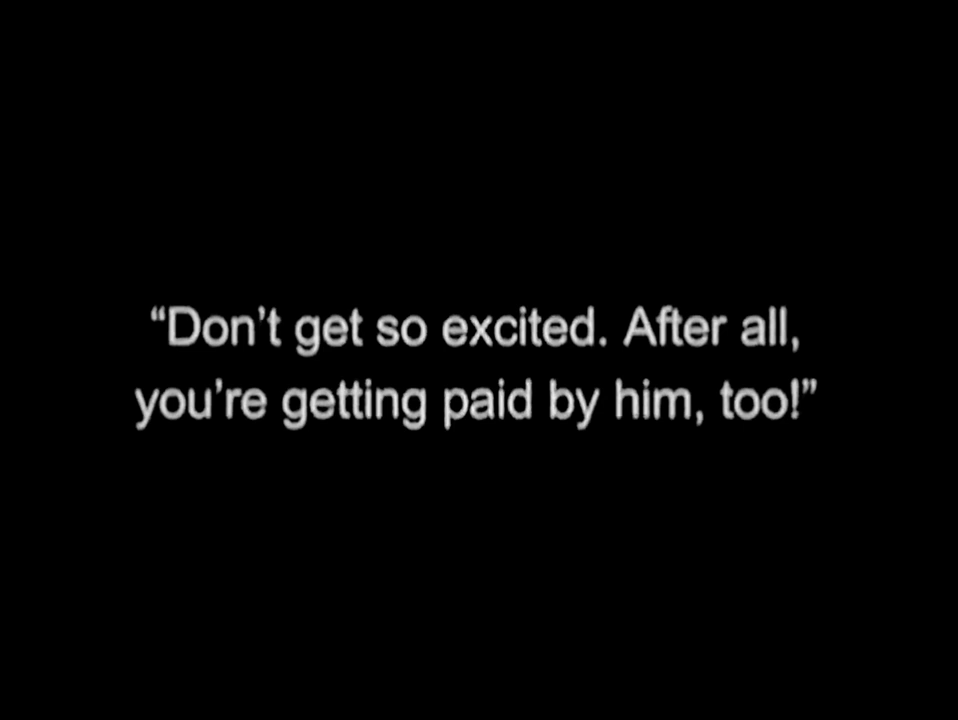 “Don’t get so excited. After all,
you’re getting paid by him, too!”